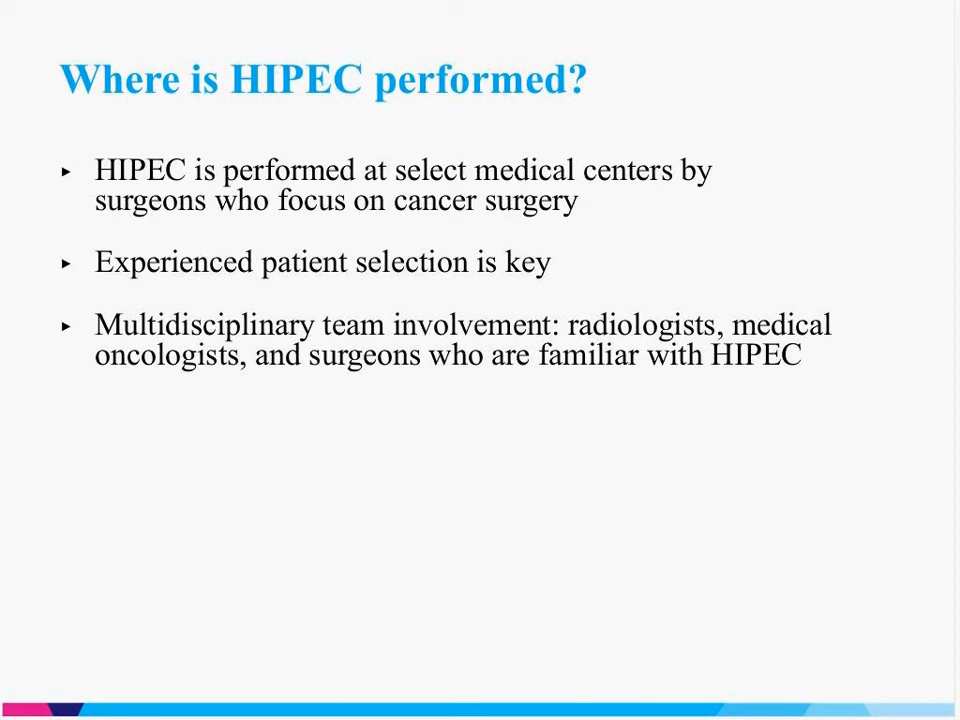 Where is HIPEC performed?
▸ HIPEC is performed at select medical centers by
surgeons who focus on cancer surgery
▸ Experienced patient selection is key
▸ Multidisciplinary team involvement: radiologists, medical
oncologists, and surgeons who are familiar with HIPEC